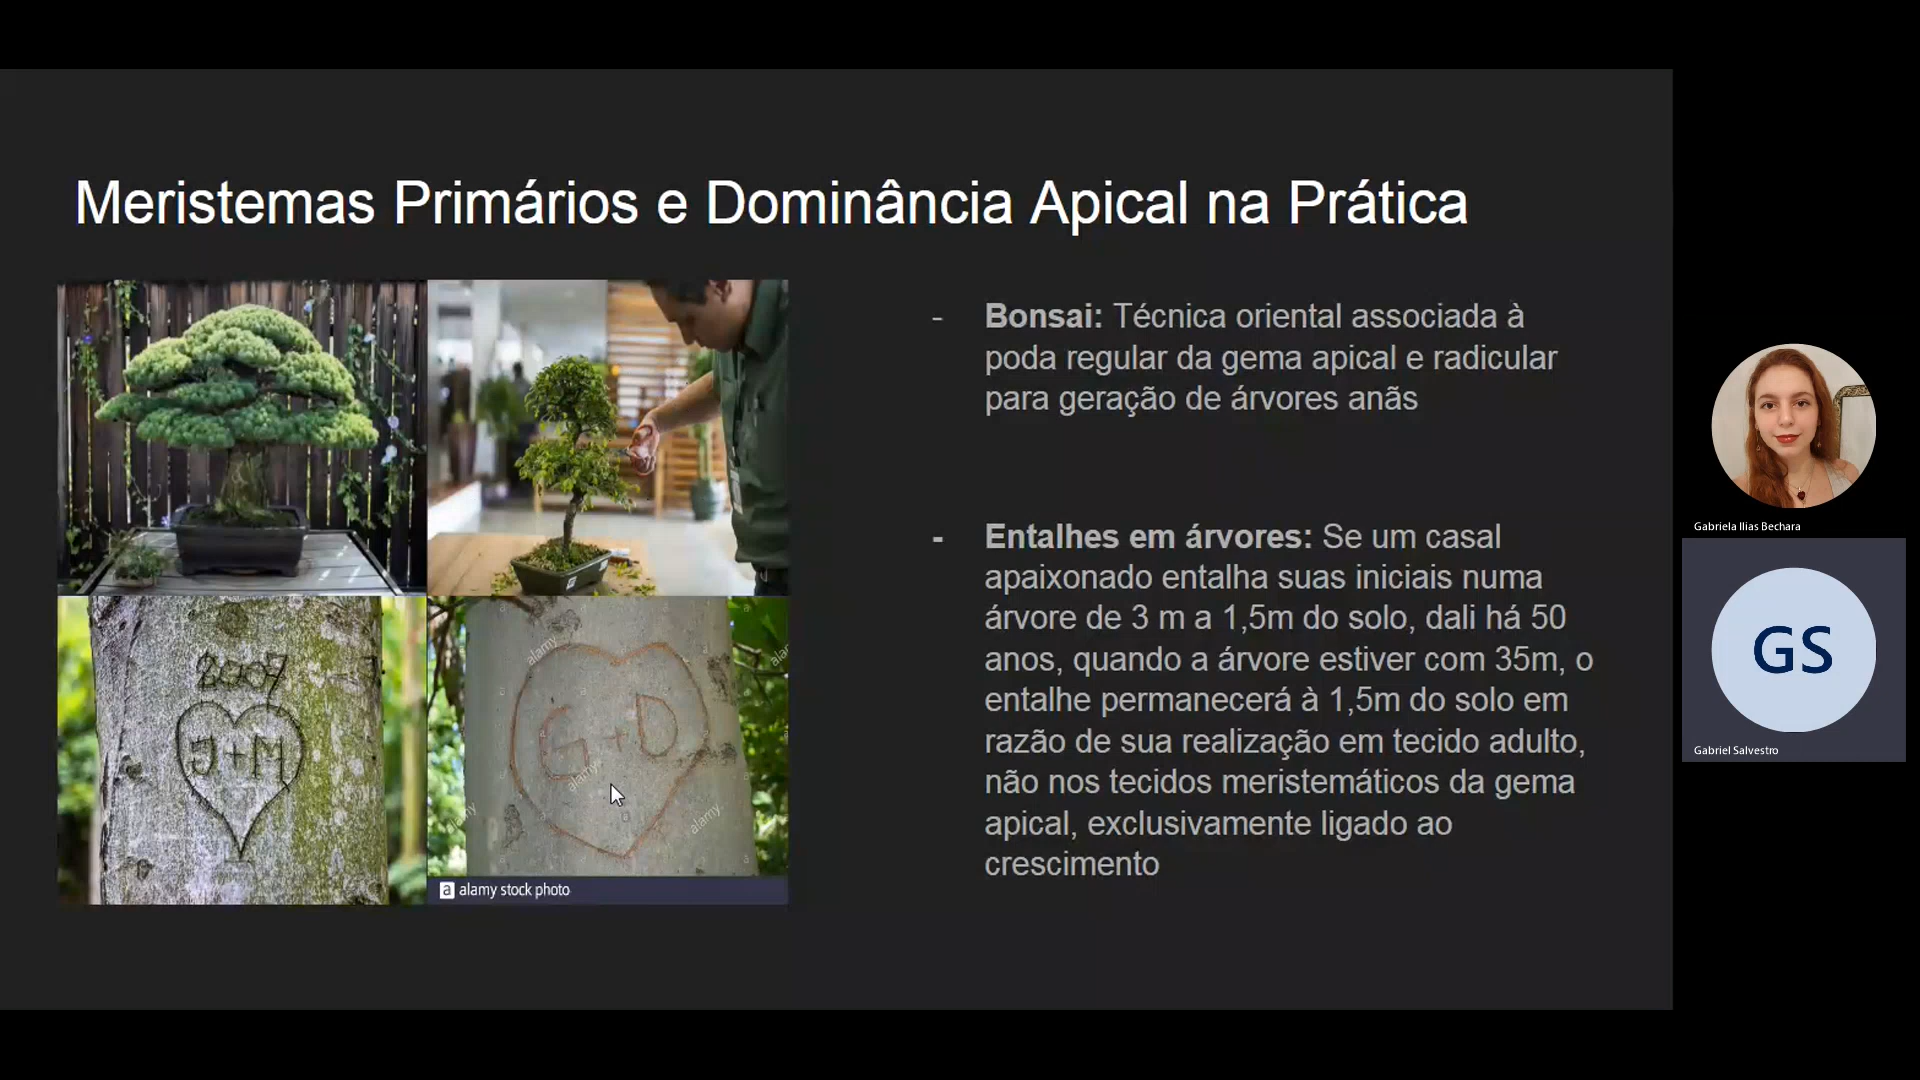 Meristemas Primários e Dominância Apical na Prática
- Bonsai: Técnica oriental associada à
poda regular da gema apical e radicular
para geração de árvores anãs
- Entalhes em árvores: Se um casal
apaixonado entalha suas iniciais numa
árvore de 3 m a 1,5m do solo, dali há 50
anos, quando a árvore estiver com 35m, o
entalhe permanecerá à 1,5m do solo em
razão de sua realização em tecido adulto,
não nos tecidos meristemáticos da gema
apical, exclusivamente ligado ao
crescimento
2007
J+M
G+D
alamy
alamy
alamy
a alamy stock photo
Gabriela Ilias Bechara
GS
Gabriel Salvestro